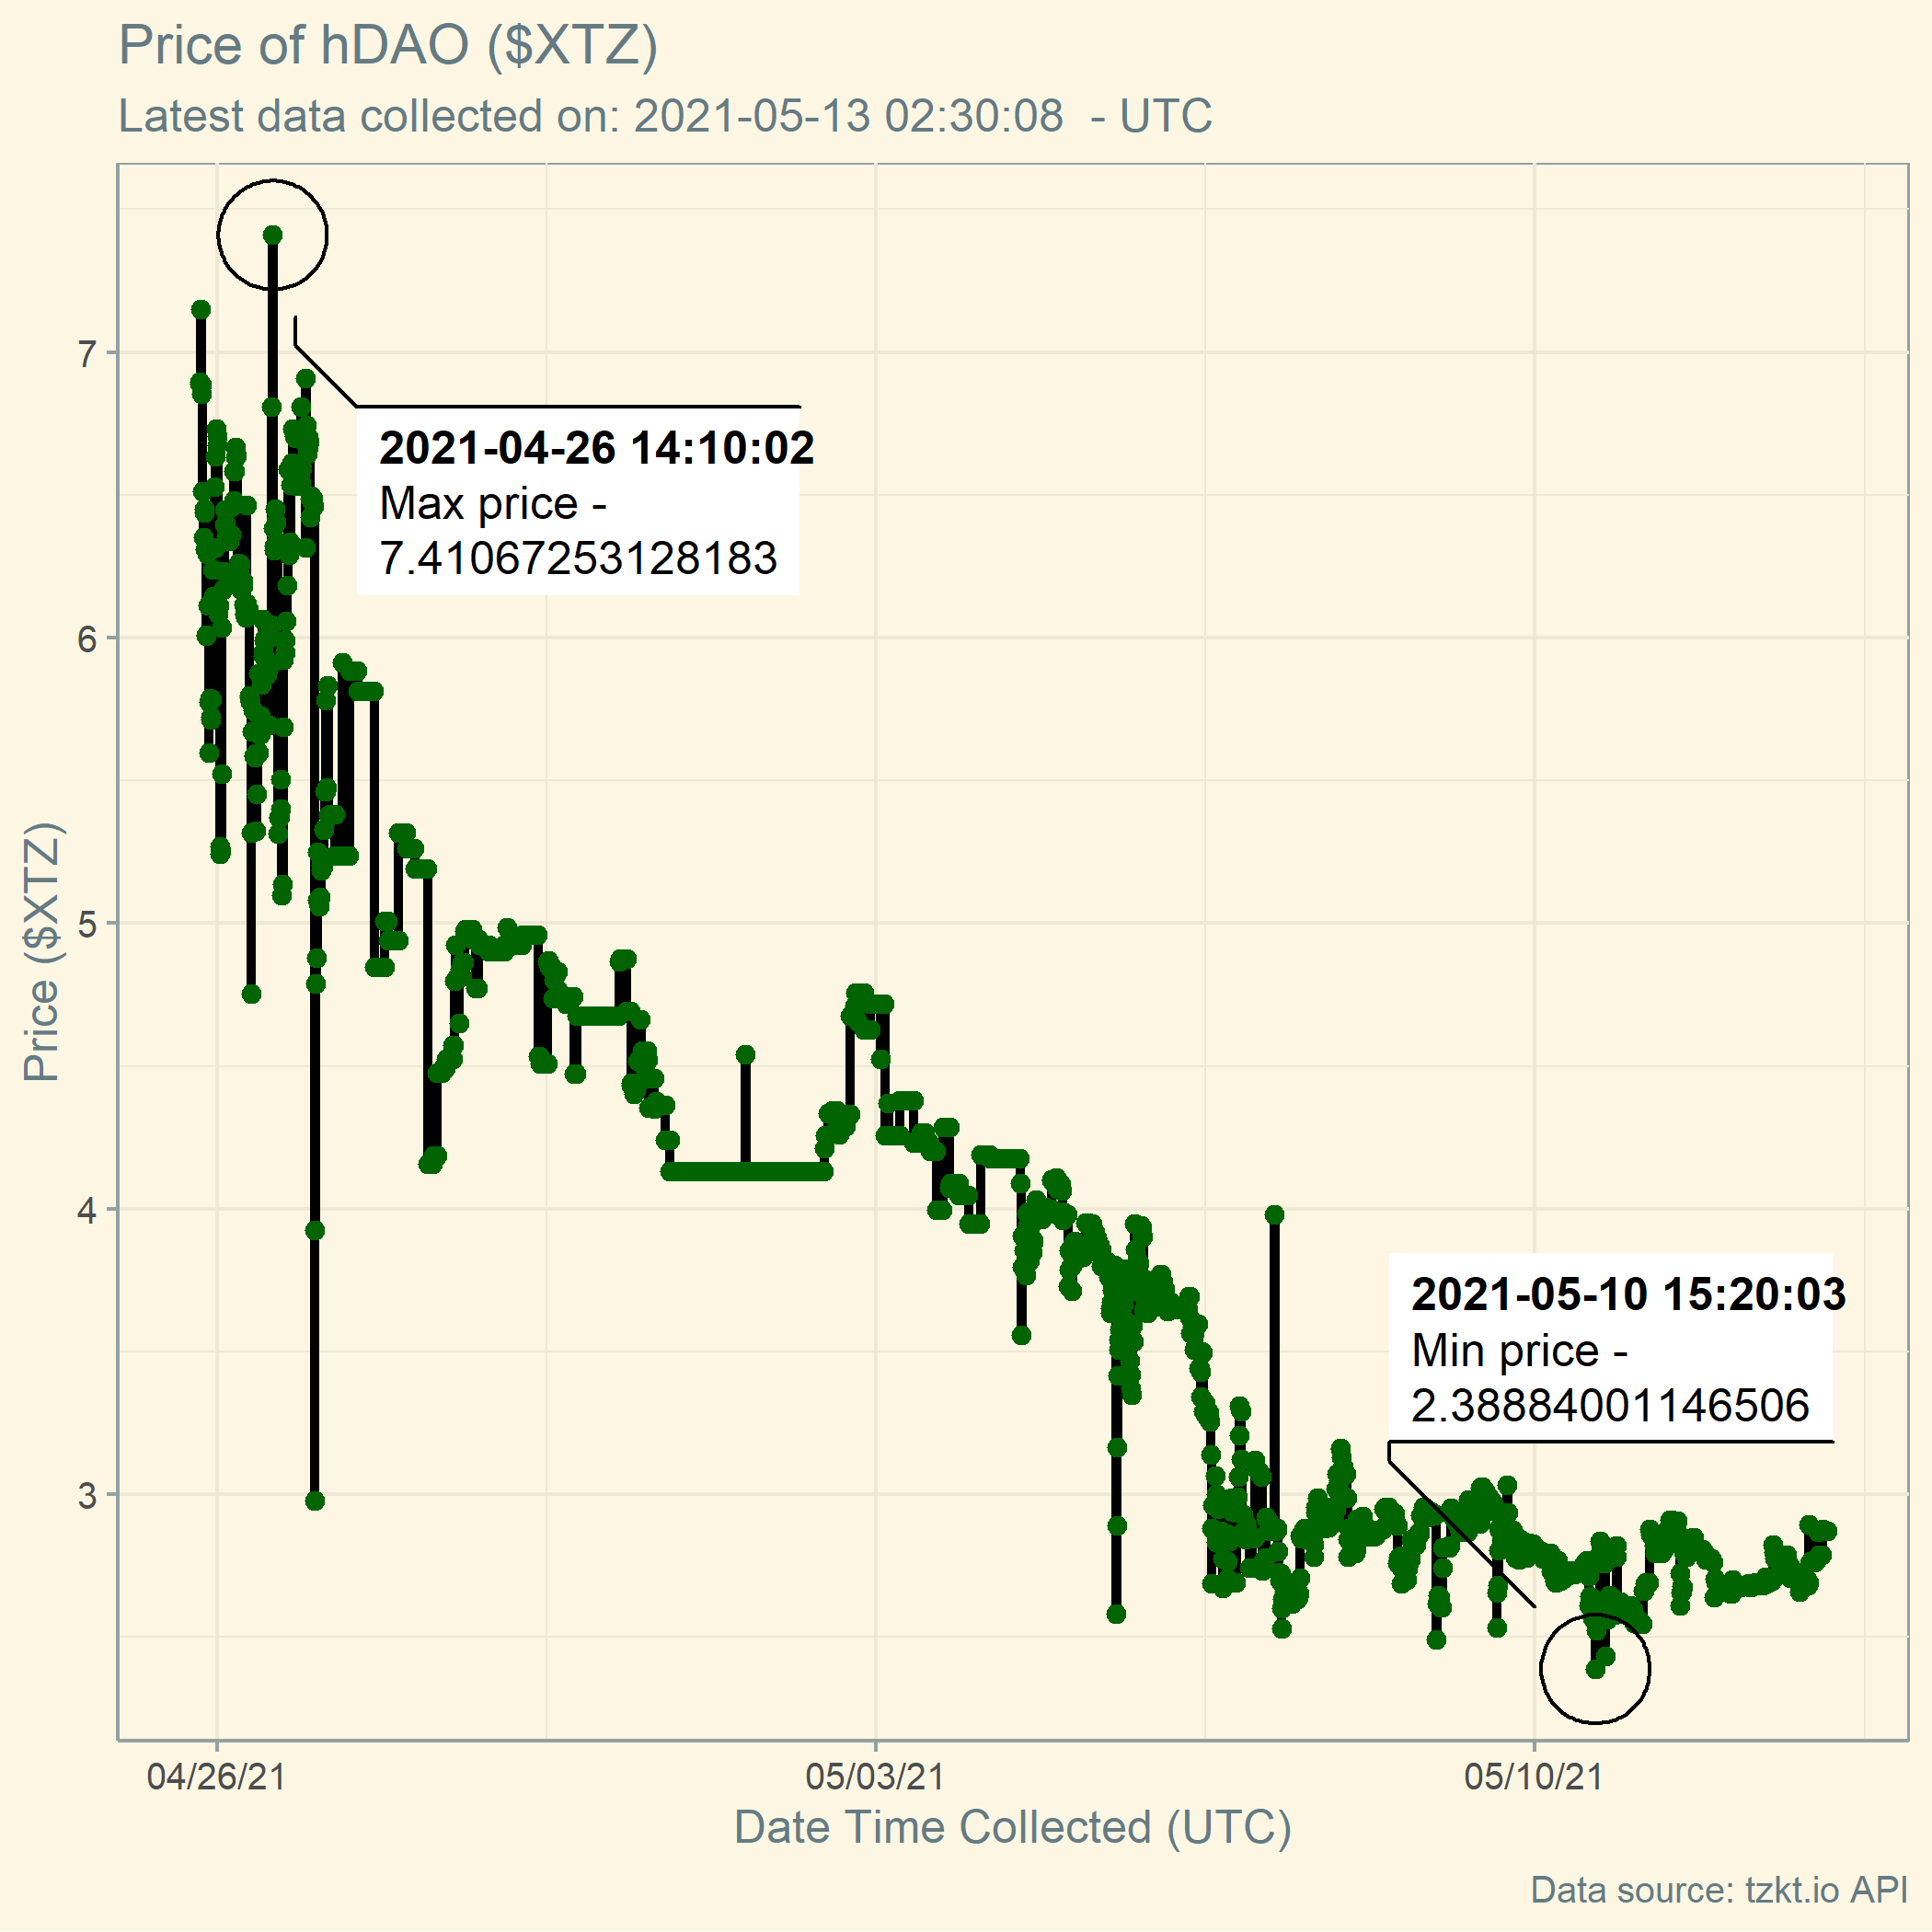 Price of hDAO ($XTZ)
Latest data collected on: 2021-05-13 02:30:08  - UTC
2021-04-26 14:10:02
Max price -
7.41067253128183
2021-05-10 15:20:03
Min price -
2.38884001146506
Price ($XTZ)
7
6
5
4
3
04/26/21
05/03/21
05/10/21
Date Time Collected (UTC)
Data source: tzkt.io API